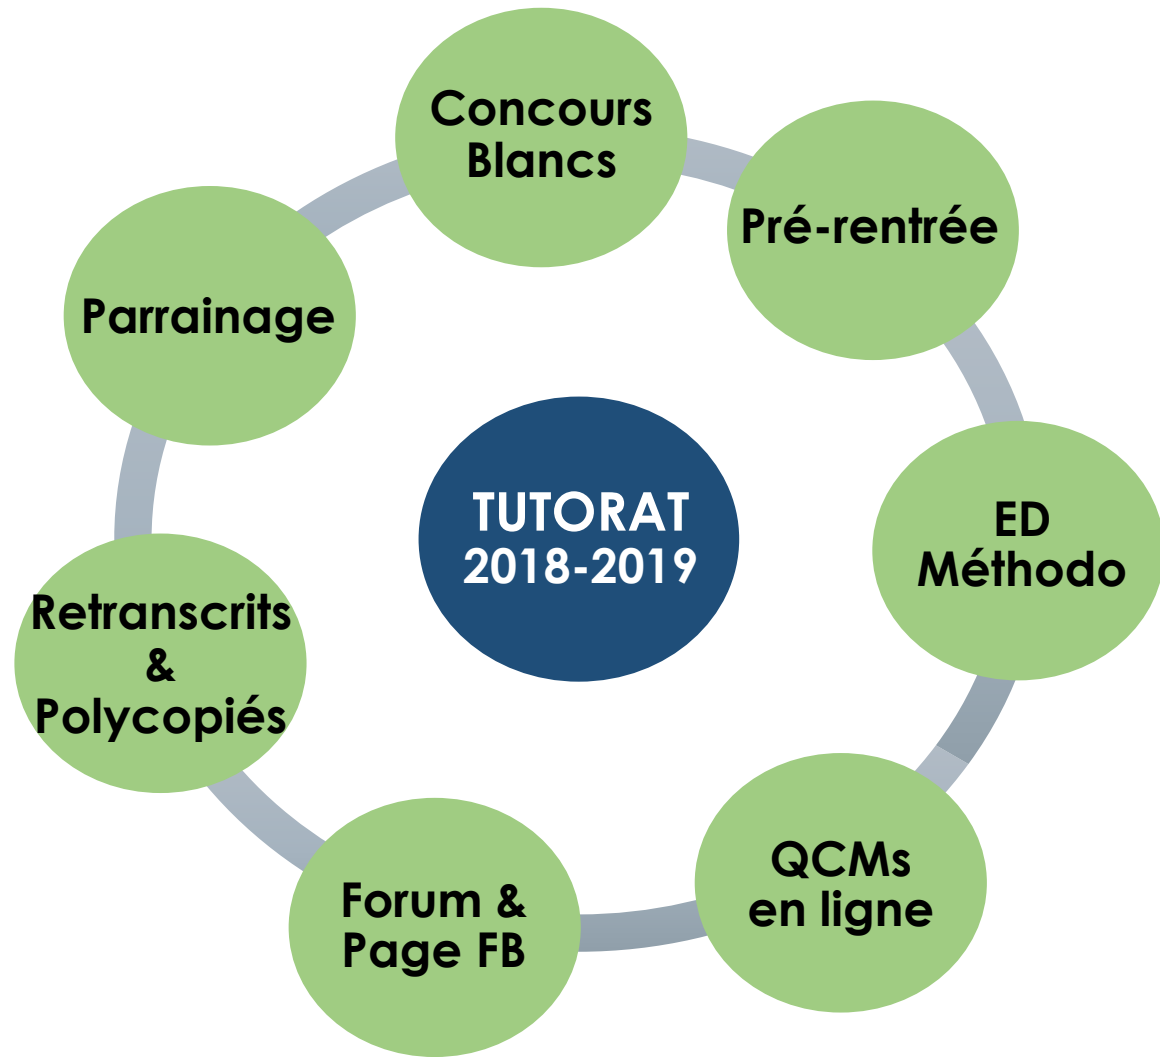 Concours
Blancs
Pré-rentrée
Parrainage
TUTORAT
2018-2019
ED
Méthodo
Retranscrits
&
Polycopiés
QCMs
en ligne
Forum &
Page FB